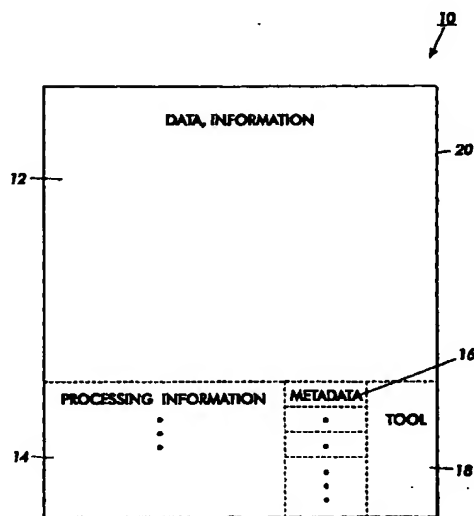 10
DATA, INFORMATION
12
20
16
PROCESSING INFORMATION
METADATA
TOOL
14
18